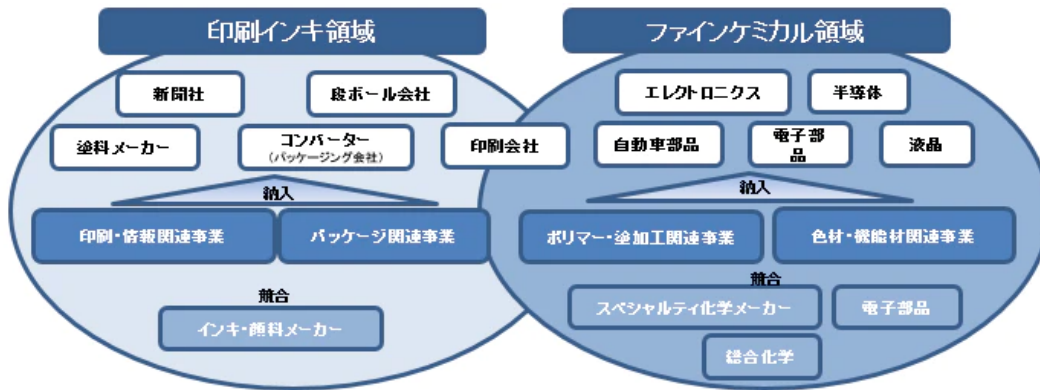 印刷インキ領域
新聞社
段ボール会社
塗料メーカー
コンバーター
(パッケージング会社)
印刷会社
納入
印刷・情報関連事業
パッケージ関連事業
競合
インキ・顔料メーカー
ファインケミカル領域
エレクトロニクス
半導体
自動車部品
電子部
品
液晶
納入
ポリマー・塗加工関連事業
色材・機能材関連事業
競合
スペシャルティ化学メーカー
電子部品
総合化学